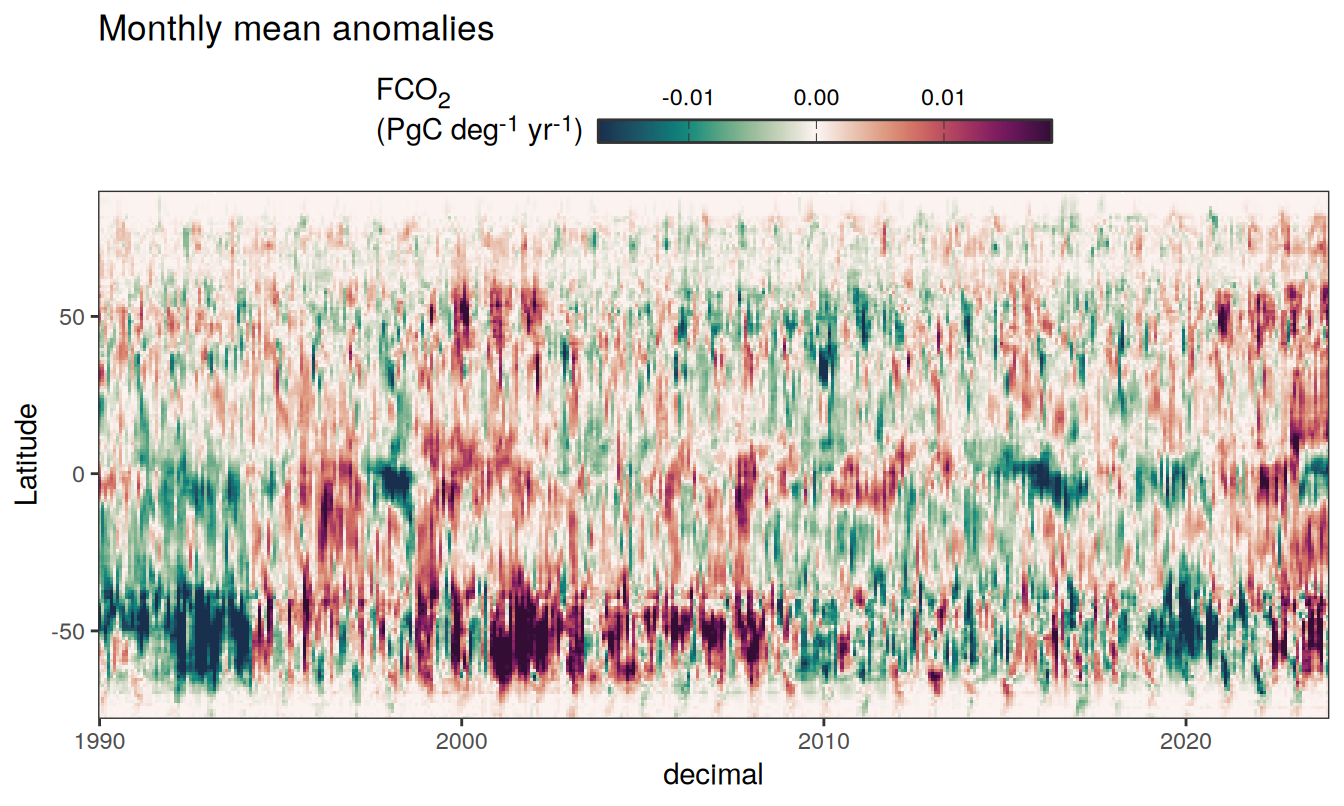 Monthly mean anomalies
FCO₂
(PgC deg⁻¹ yr⁻¹)
-0.01 0.00 0.01
Latitude
50
0
-50
1990 2000 2010 2020
decimal